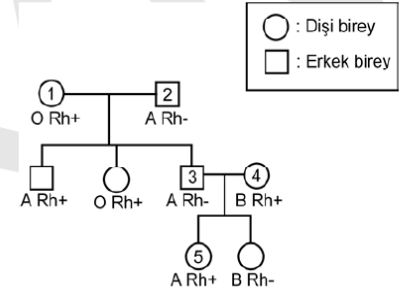 : Dişi birey
: Erkek birey
1 2
O Rh+ A Rh-
3 4
A Rh+ O Rh+ A Rh- B Rh+
5
A Rh+ B Rh-